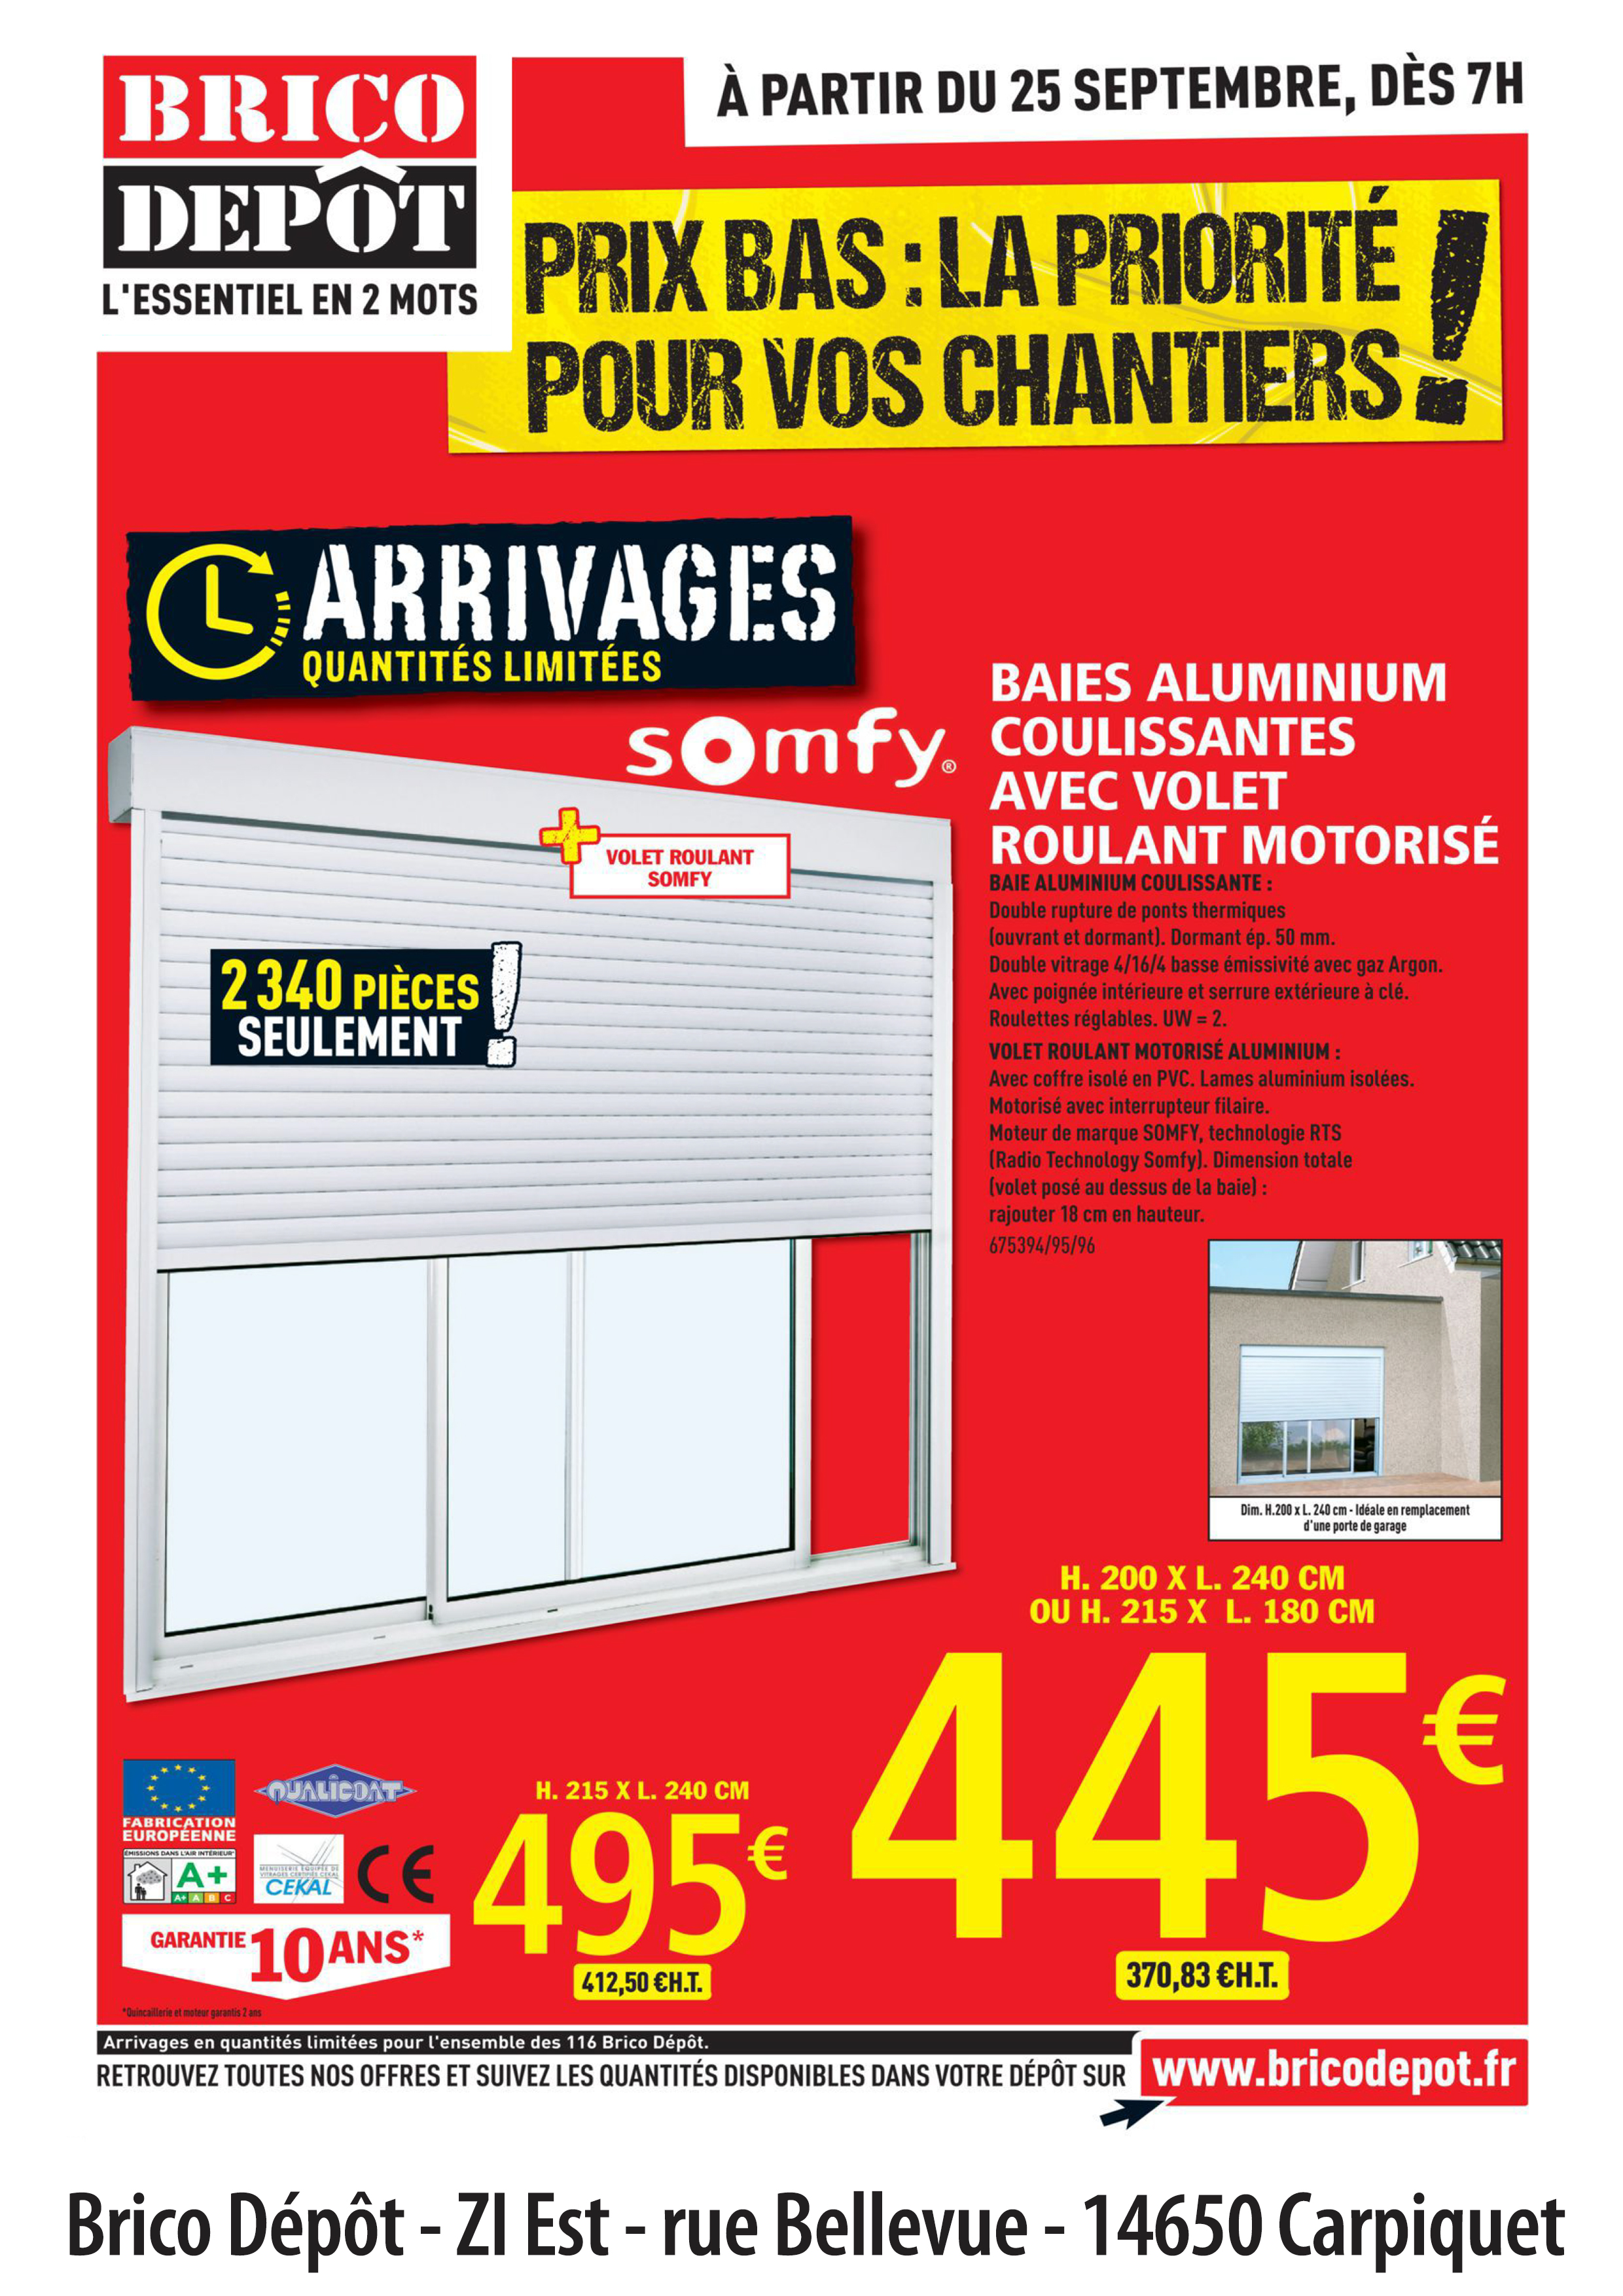 BRICO
DEPÔT
L'ESSENTIEL EN 2 MOTS
À PARTIR DU 25 SEPTEMBRE, DÈS 7H
PRIX BAS : LA PRIORITÉ
POUR VOS CHANTIERS !
ARRIVAGES
QUANTITÉS LIMITÉES
somfy®
VOLET ROULANT
SOMFY
2 340 PIÈCES
SEULEMENT !
BAIES ALUMINIUM
COULISSANTES
AVEC VOLET
ROULANT MOTORISÉ
BAIE ALUMINIUM COULISSANTE :
Double rupture de ponts thermiques
(ouvrant et dormant). Dormant ép. 50 mm.
Double vitrage 4/16/4 basse émissivité avec gaz Argon.
Avec poignée intérieure et serrure extérieure à clé.
Roulettes réglables. UW = 2.
VOLET ROULANT MOTORISÉ ALUMINIUM :
Avec coffre isolé en PVC. Lames aluminium isolées.
Motorisé avec interrupteur filaire.
Moteur de marque SOMFY, technologie RTS
(Radio Technology Somfy). Dimension totale
(volet posé au dessus de la baie) :
rajouter 18 cm en hauteur.
675394/95/96
Dim. H.200 x L. 240 cm - Idéale en remplacement
d'une porte de garage
H. 200 X L. 240 CM
OU H. 215 X L. 180 CM
445€
370,83 €H.T.
H. 215 X L. 240 CM
495€
412,50 €H.T.
FABRICATION
EUROPÉENNE
QUALICOAT
ÉMISSIONS DANS L'AIR INTÉRIEUR*
A+
A+ A B C
MENUISERIE ÉQUIPÉE DE
VITRAGES CERTIFIÉS CEKAL
CEKAL
CE
GARANTIE 10 ANS*
*Quincaillerie et moteur garantis 2 ans
Arrivages en quantités limitées pour l'ensemble des 116 Brico Dépôt.
RETROUVEZ TOUTES NOS OFFRES ET SUIVEZ LES QUANTITÉS DISPONIBLES DANS VOTRE DÉPÔT SUR
www.bricodepot.fr
Brico Dépôt - ZI Est - rue Bellevue - 14650 Carpiquet